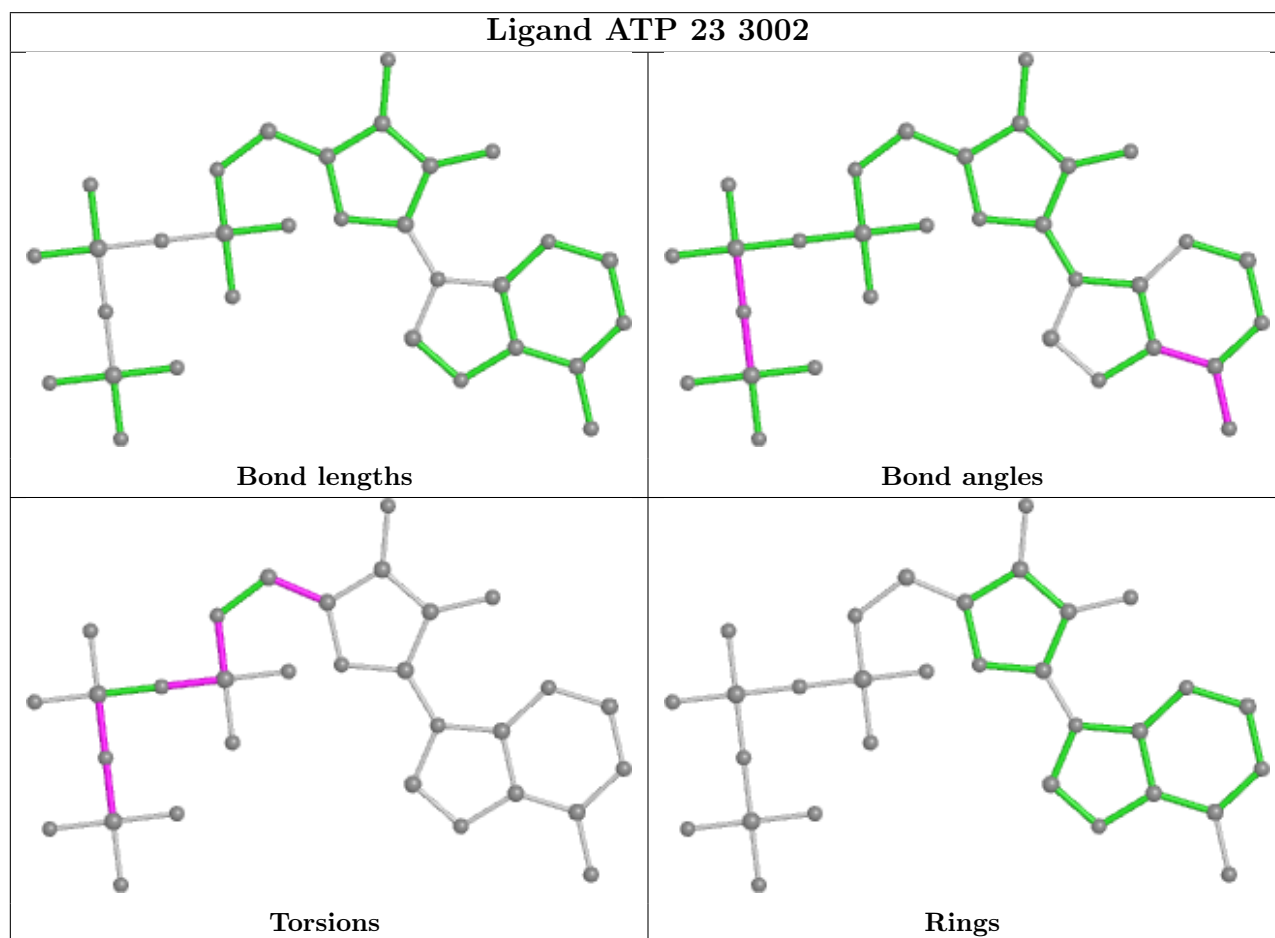 Ligand ATP 23 3002
Bond lengths
Bond angles
Torsions
Rings